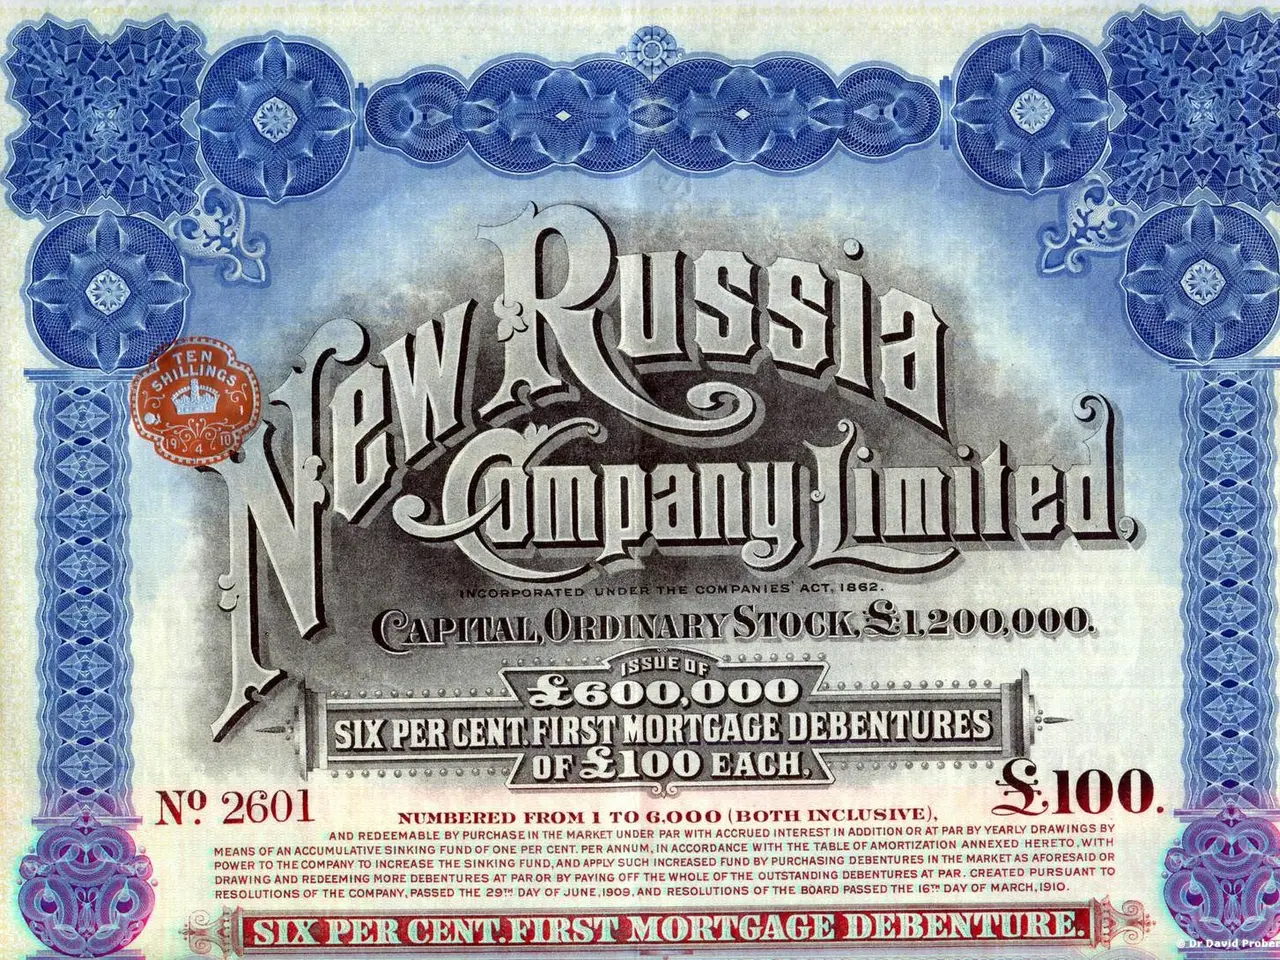 New Russia
Company Limited,
TEN
SHILLINGS
19 4 10
INCORPORATED UNDER THE COMPANIES' ACT, 1862.
CAPITAL, ORDINARY STOCK, £1,200,000.
ISSUE OF
£600,000
SIX PER CENT. FIRST MORTGAGE DEBENTURES
OF £100 EACH,
£100.
Nº 2601
NUMBERED FROM 1 TO 6,000 (BOTH INCLUSIVE),
AND REDEEMABLE BY PURCHASE IN THE MARKET UNDER PAR WITH ACCRUED INTEREST IN ADDITION OR AT PAR BY YEARLY DRAWINGS BY
MEANS OF AN ACCUMULATIVE SINKING FUND OF ONE PER CENT. PER ANNUM, IN ACCORDANCE WITH THE TABLE OF AMORTIZATION ANNEXED HERETO, WITH
POWER TO THE COMPANY TO INCREASE THE SINKING FUND, AND APPLY SUCH INCREASED FUND BY PURCHASING DEBENTURES IN THE MARKET AS AFORESAID OR
DRAWING AND REDEEMING MORE DEBENTURES AT PAR OR BY PAYING OFF THE WHOLE OF THE OUTSTANDING DEBENTURES AT PAR. CREATED PURSUANT TO
RESOLUTIONS OF THE COMPANY, PASSED THE 29TH DAY OF JUNE, 1909, AND RESOLUTIONS OF THE BOARD PASSED THE 16TH DAY OF MARCH, 1910.
SIX PER CENT. FIRST MORTGAGE DEBENTURE.
© Dr David Prober